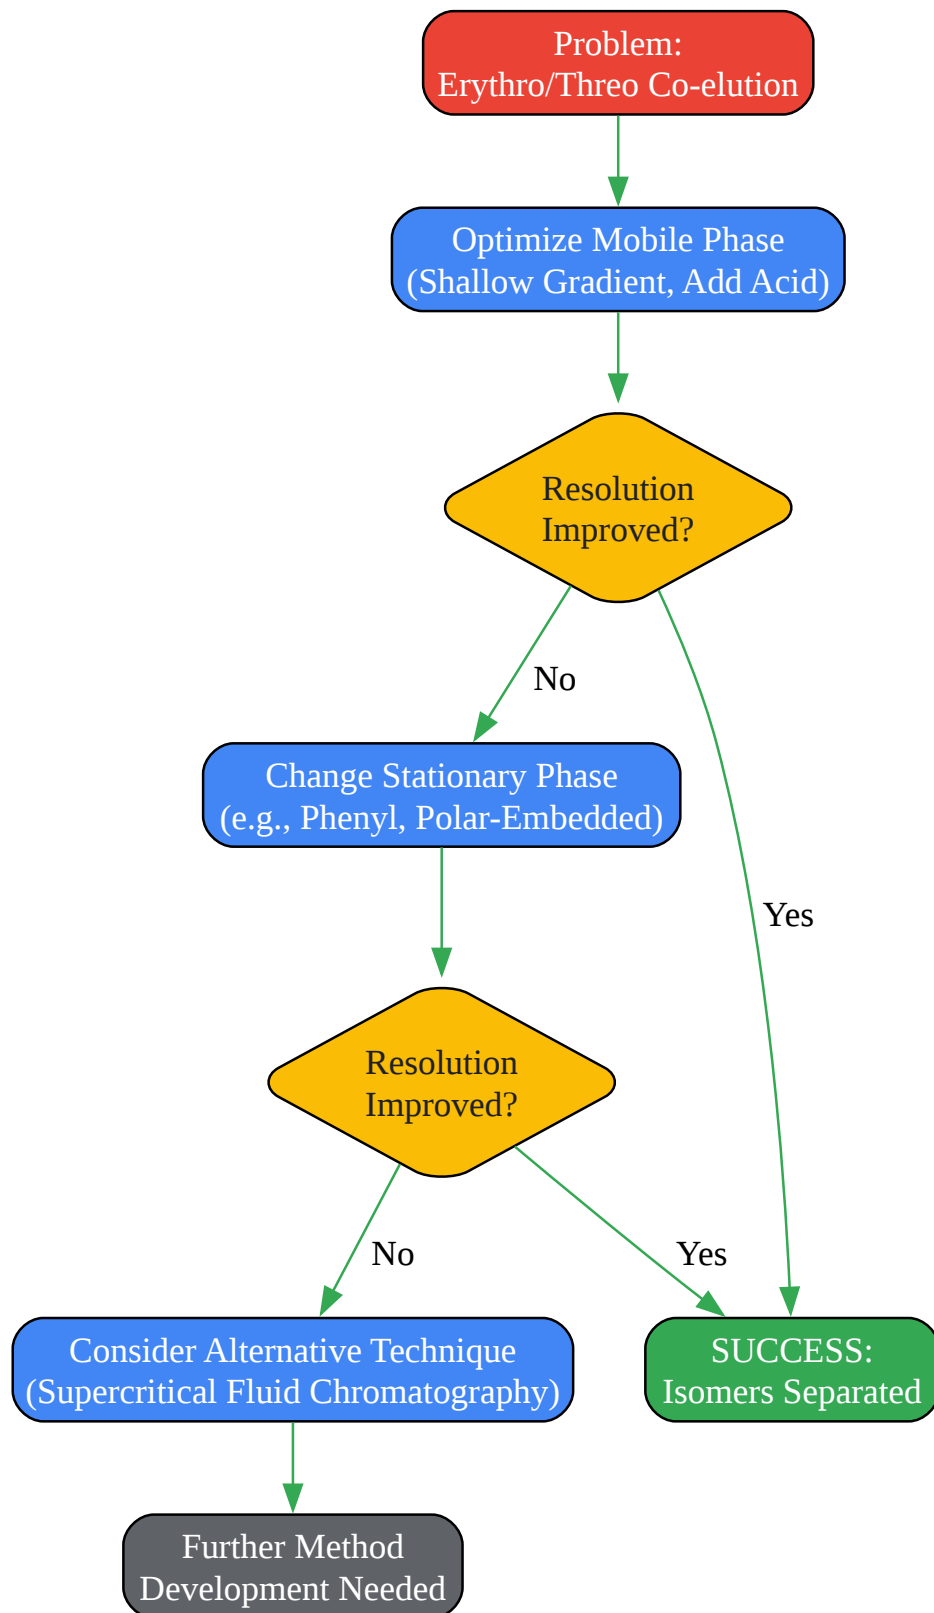 Problem:
Erythro/Threo Co-elution
Optimize Mobile Phase
(Shallow Gradient, Add Acid)
Resolution
Improved?
No
Change Stationary Phase
(e.g., Phenyl, Polar-Embedded)
Yes
Resolution
Improved?
No
Yes
Consider Alternative Technique
(Supercritical Fluid Chromatography)
SUCCESS:
Isomers Separated
Further Method
Development Needed